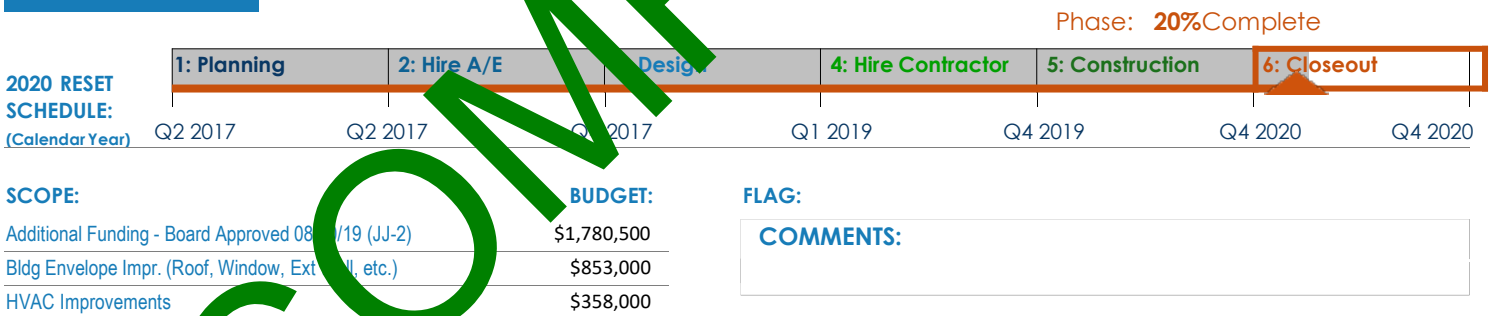 Phase: 20%Complete
1: Planning 2: Hire A/E Design 4: Hire Contractor 5: Construction 6: Closeout
2020 RESET
SCHEDULE:
(Calendar Year)
Q2 2017 Q2 2017 2017 Q1 2019 Q4 2019 Q4 2020 Q4 2020
SCOPE: BUDGET: FLAG:
Additional Funding - Board Approved 08 /19 (JJ-2) $1,780,500
COMMENTS:
Bldg Envelope Impr. (Roof, Window, Ext etc.) $853,000
HVAC Improvements $358,000
COM